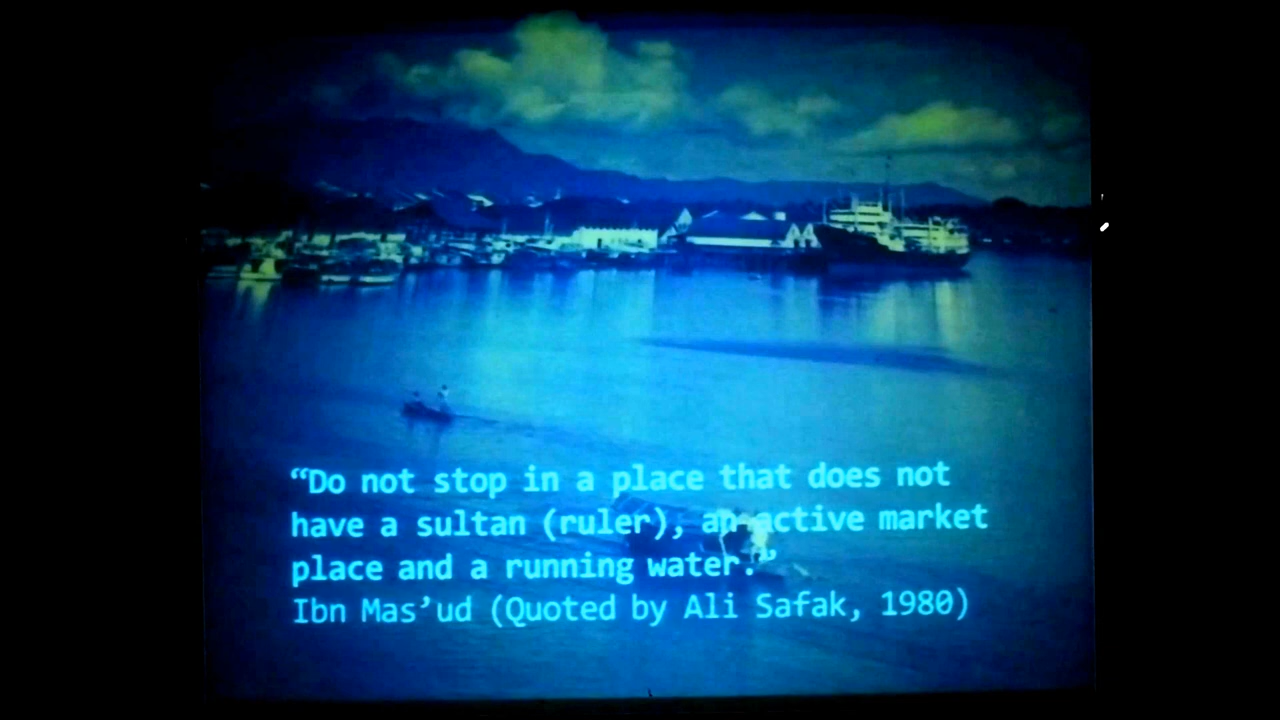 “Do not stop in a place that does not
have a sultan (ruler), an active market
place and a running water.”
Ibn Mas’ud (Quoted by Ali Safak, 1980)